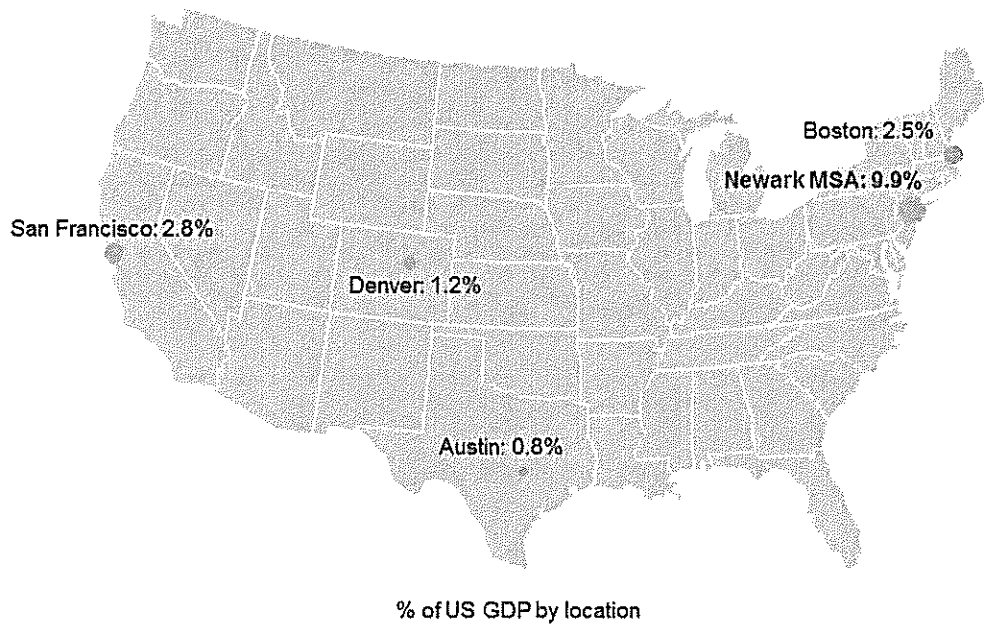 Boston: 2.5%
Newark MSA: 9.9%
San Francisco: 2.8%
Denver: 1.2%
Austin: 0.8%
% of US GDP by location